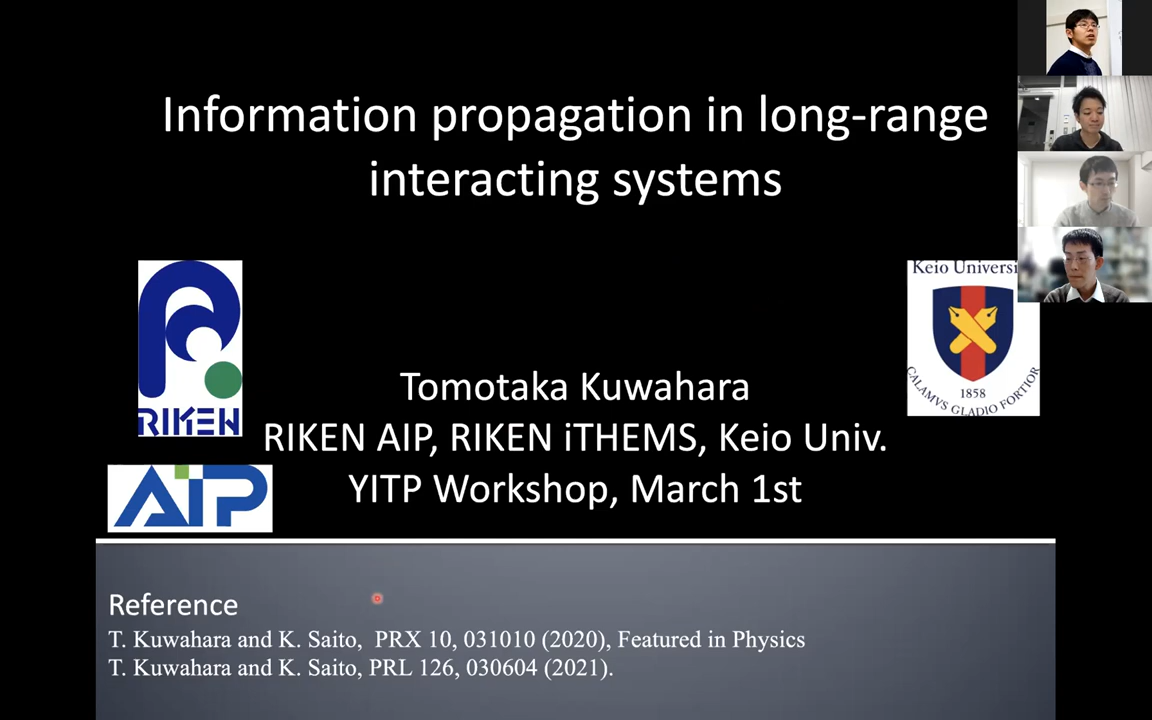 Information propagation in long-range
interacting systems
RIKEN
AIP
Keio Universi
1858
CALAMVS GLADIO FORTIOR
Tomotaka Kuwahara
RIKEN AIP, RIKEN iTHEMS, Keio Univ.
YITP Workshop, March 1st
Reference
T. Kuwahara and K. Saito, PRX 10, 031010 (2020), Featured in Physics
T. Kuwahara and K. Saito, PRL 126, 030604 (2021).